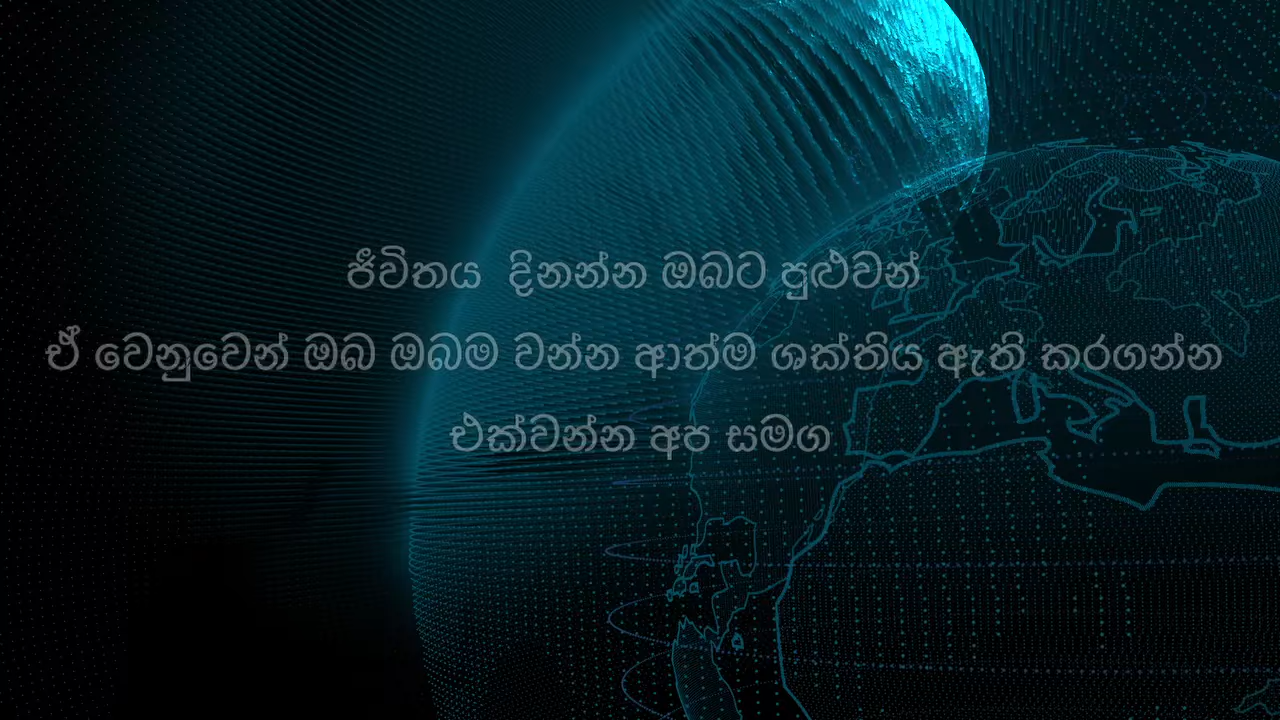 ජීවිතය දිනන්න ඔබට පුළුවන්
ඒ වෙනුවෙන් ඔබ ඔබම වන්න ආත්ම ශක්තිය ඇති කරගන්න
එක්වන්න අප සමග